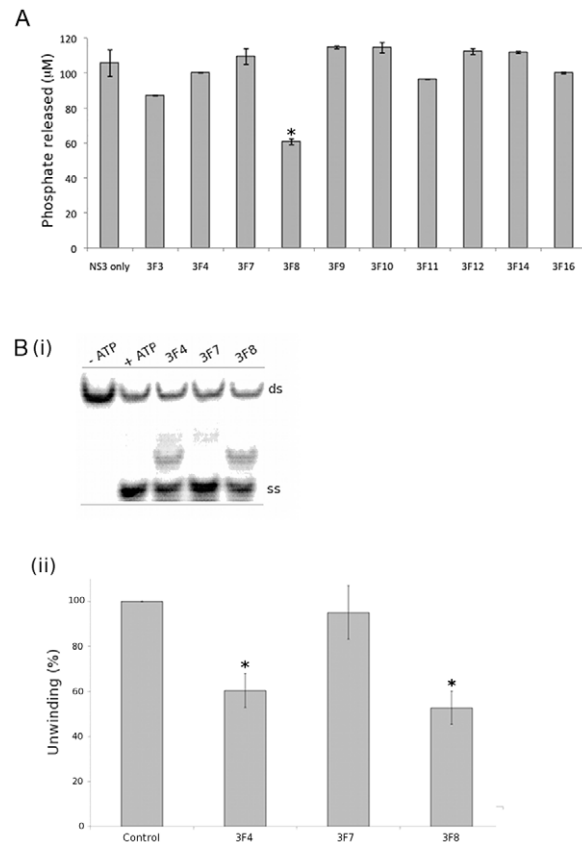 A
Phosphate released (µM)
120
100
80
60
40
20
0
*
NS3 only 3F3 3F4 3F7 3F8 3F9 3F10 3F11 3F12 3F14 3F16
B (i)
- ATP + ATP 3F4 3F7 3F8
ds
ss
(ii)
Unwinding (%)
100
80
60
40
20
0
*
*
Control 3F4 3F7 3F8